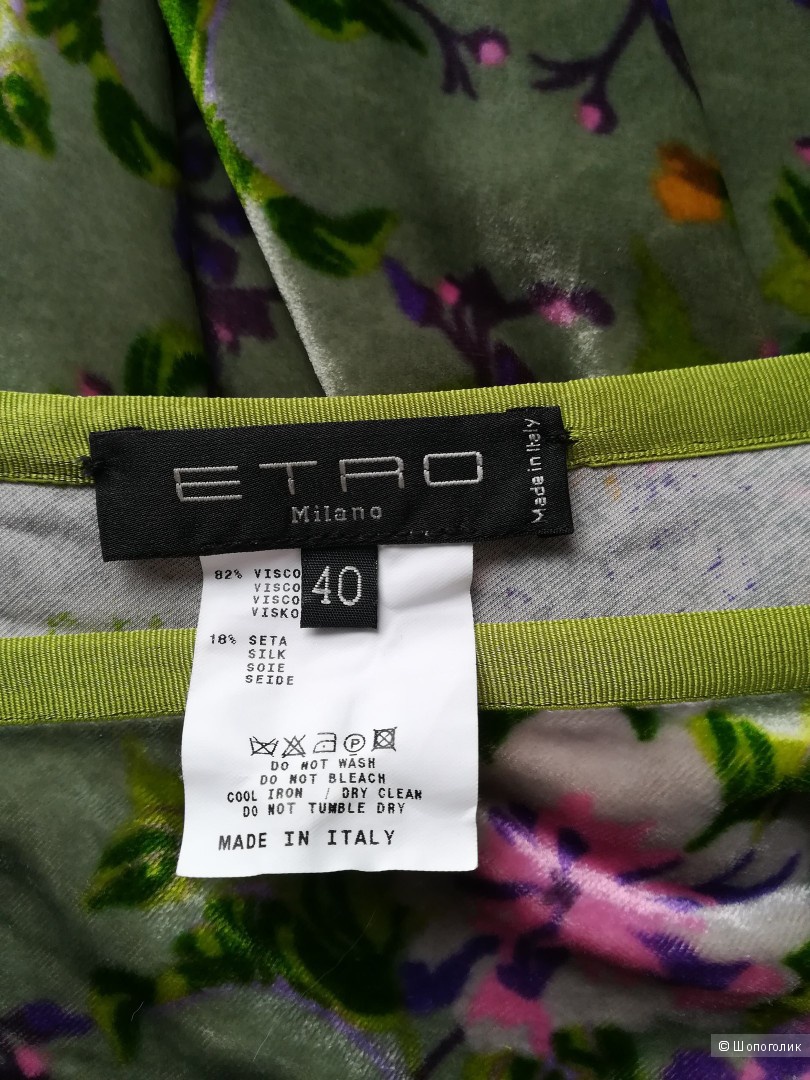 ETRO
Milano
Made in Italy
40
82% VISCO
VISCO
VISCO
VISKO
18% SETA
SILK
SOIE
SEIDE
P
DO NOT WASH
DO NOT BLEACH
COOL IRON / DRY CLEAN
DO NOT TUMBLE DRY
MADE IN ITALY
© Шопоголик